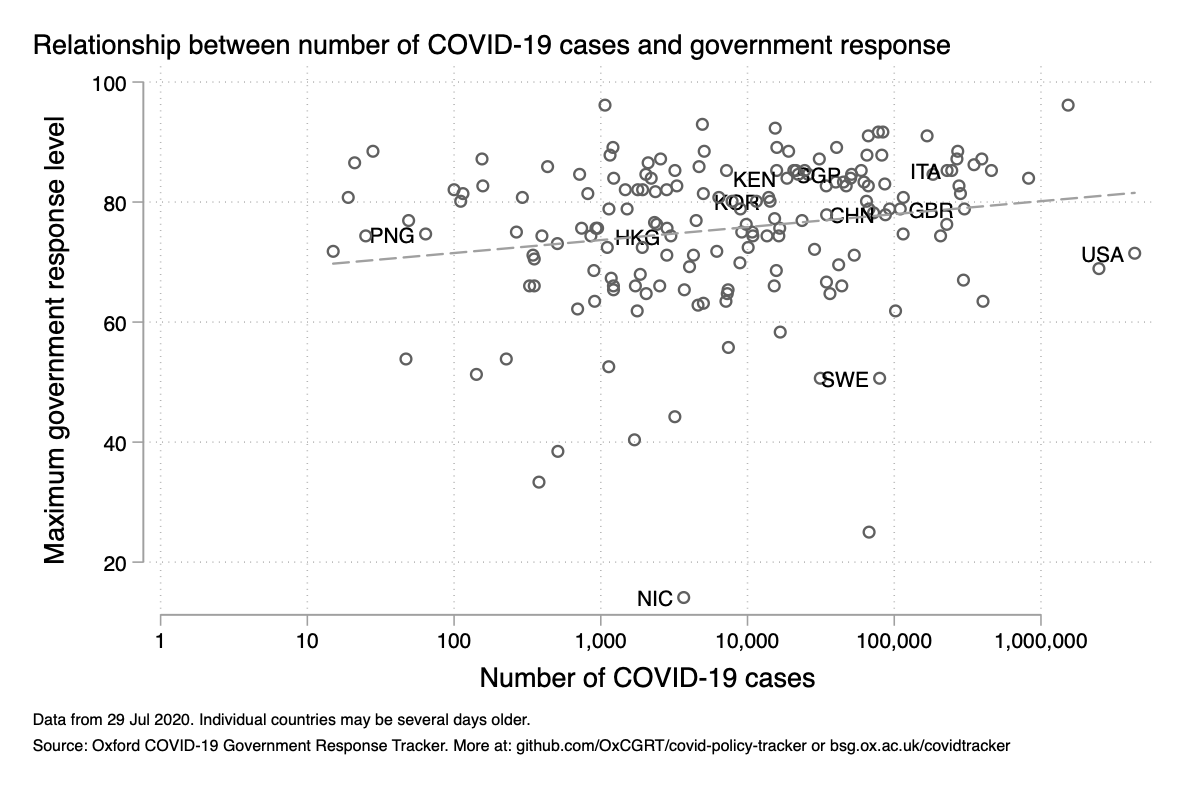 Relationship between number of COVID-19 cases and government response
Maximum government response level
100
80
60
40
20
KEN
SGP
ITA
KOR
CHN
GBR
PNG
HKG
USA
SWE
NIC
1
10
100
1,000
10,000
100,000
1,000,000
Number of COVID-19 cases
Data from 29 Jul 2020. Individual countries may be several days older.
Source: Oxford COVID-19 Government Response Tracker. More at: github.com/OxCGRT/covid-policy-tracker or bsg.ox.ac.uk/covidtracker